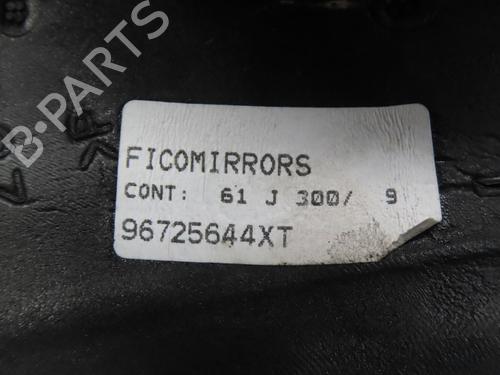 B-PARTS
FICOMIRRORS
CONT: 61 J 300/ 9
96725644XT